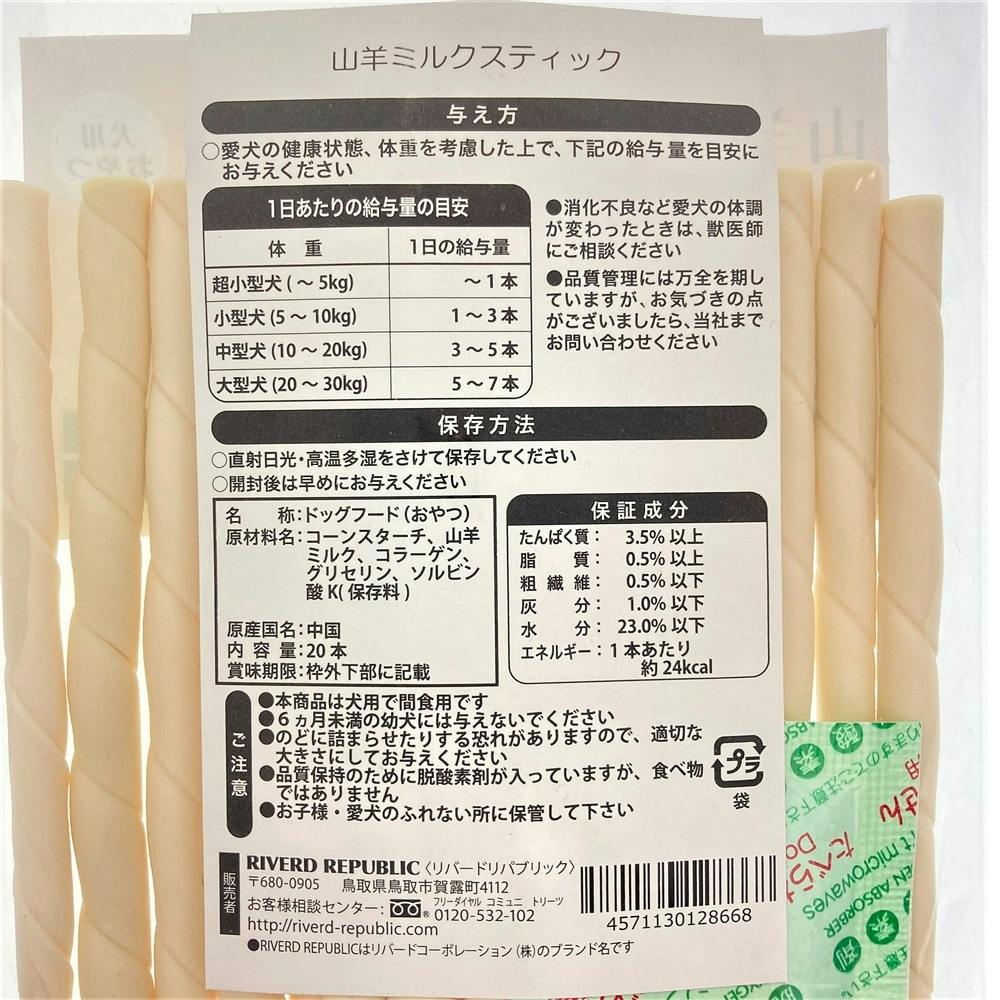 山羊ミルクスティック
与え方
○愛犬の健康状態、体重を考慮した上で、下記の給与量を目安に
お与えください
1日あたりの給与量の目安
体 重 1日の給与量
超小型犬 (～5kg) ～1本
小型犬 (5～10kg) 1～3本
中型犬 (10～20kg) 3～5本
大型犬 (20～30kg) 5～7本
●消化不良など愛犬の体調
が変わったときは、獣医師
にご相談ください
●品質管理には万全を期し
ていますが、お気づきの点
がございましたら、当社まで
お問い合わせください
保存方法
○直射日光・高温多湿をさけて保存してください
○開封後は早めにお与えください
名 称:ドッグフード(おやつ)
原材料名:コーンスターチ、山羊
ミルク、コラーゲン、
グリセリン、ソルビン
酸K(保存料)
原産国名:中国
内容量:20本
賞味期限:枠外下部に記載
保証成分
たんぱく質: 3.5%以上
脂 質: 0.5%以上
粗繊維: 0.5%以下
灰 分: 1.0%以下
水 分: 23.0%以下
エネルギー: 1本あたり
約24kcal
ご注意
●本商品は犬用で間食用です
●6ヵ月未満の幼犬には与えないでください
●のどに詰まらせたりする恐れがありますので、適切な
大きさにしてお与えください
●品質保持のために脱酸素剤が入っていますが、食べ物
ではありません
●お子様・愛犬のふれない所に保管して下さい
プラ
袋
販売者
RIVERD REPUBLIC〈リバードリパブリック〉
〒680-0905 鳥取県鳥取市賀露町4112
フリーダイヤル コミュニ トリーツ
お客様相談センター: ® 0120-532-102
http://riverd-republic.com
●RIVERD REPUBLICはリバードコーポレーション(株)のブランド名です
4571130128668
犬用
おやつ
山
せん
たべら
Do
t microwaves
EN ABSORBER
酸
素
剤